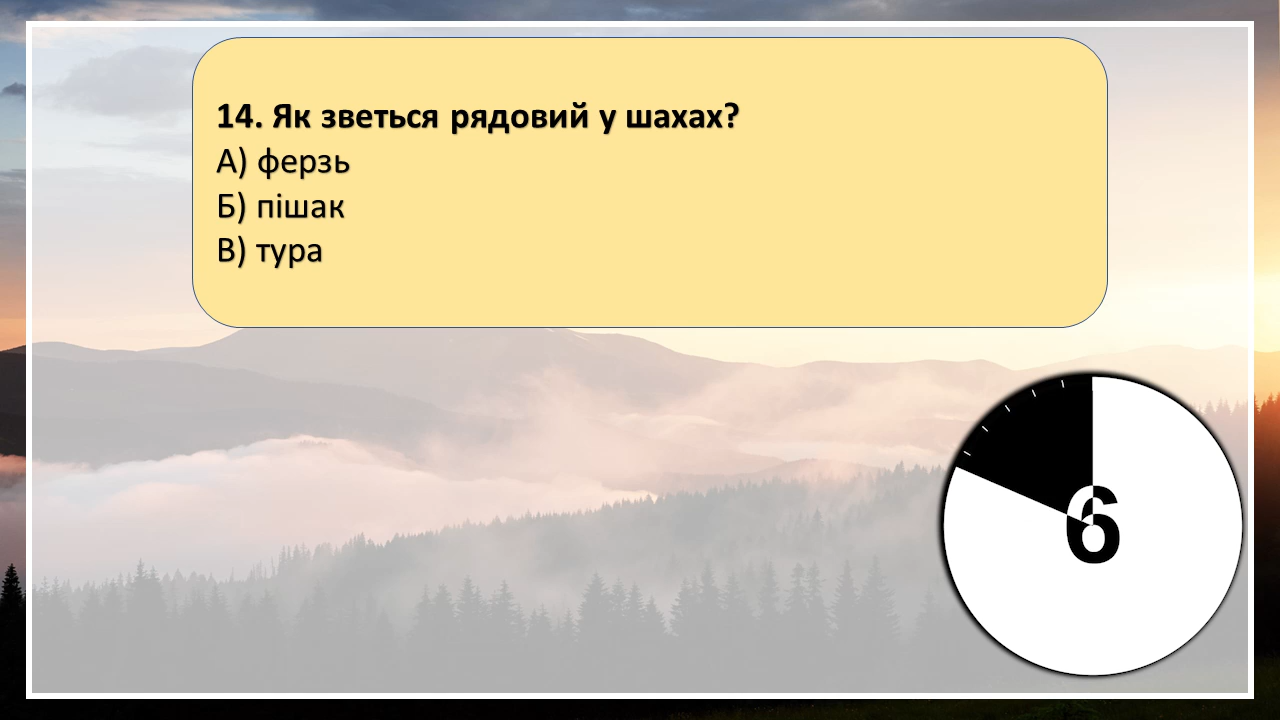 14. Як зветься рядовий у шахах?
А) ферзь
Б) пішак
В) тура
6